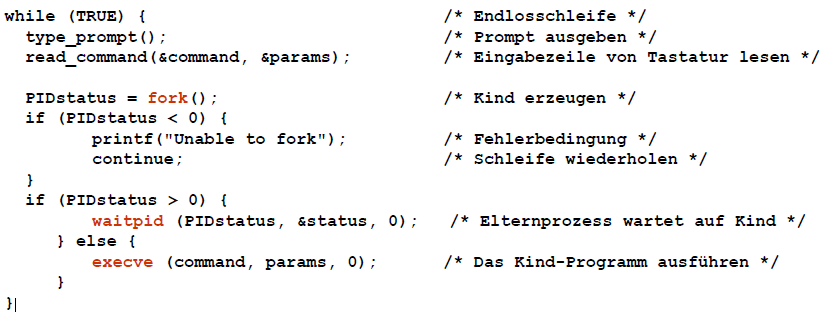 while (TRUE) { /* Endlosschleife */
type_prompt(); /* Prompt ausgeben */
read_command(&command, &params); /* Eingabezeile von Tastatur lesen */
PIDstatus = fork(); /* Kind erzeugen */
if (PIDstatus < 0) {
printf("Unable to fork"); /* Fehlerbedingung */
continue; /* Schleife wiederholen */
}
if (PIDstatus > 0) {
waitpid (PIDstatus, &status, 0); /* Elternprozess wartet auf Kind */
} else {
execve (command, params, 0); /* Das Kind-Programm ausführen */
}
}